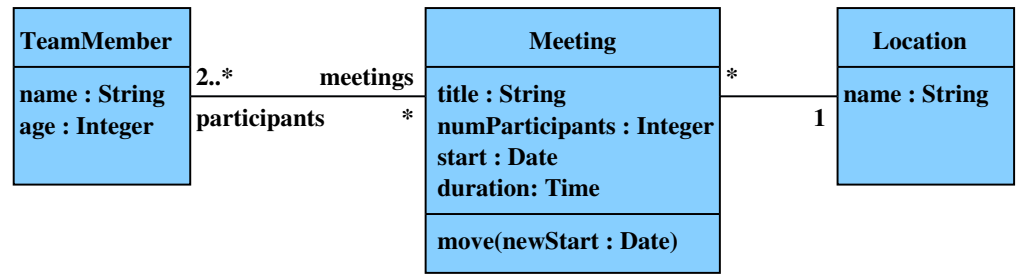 TeamMember
name : String
age : Integer
2..*
meetings
participants
*
Meeting
title : String
numParticipants : Integer
start : Date
duration: Time
move(newStart : Date)
*
1
Location
name : String